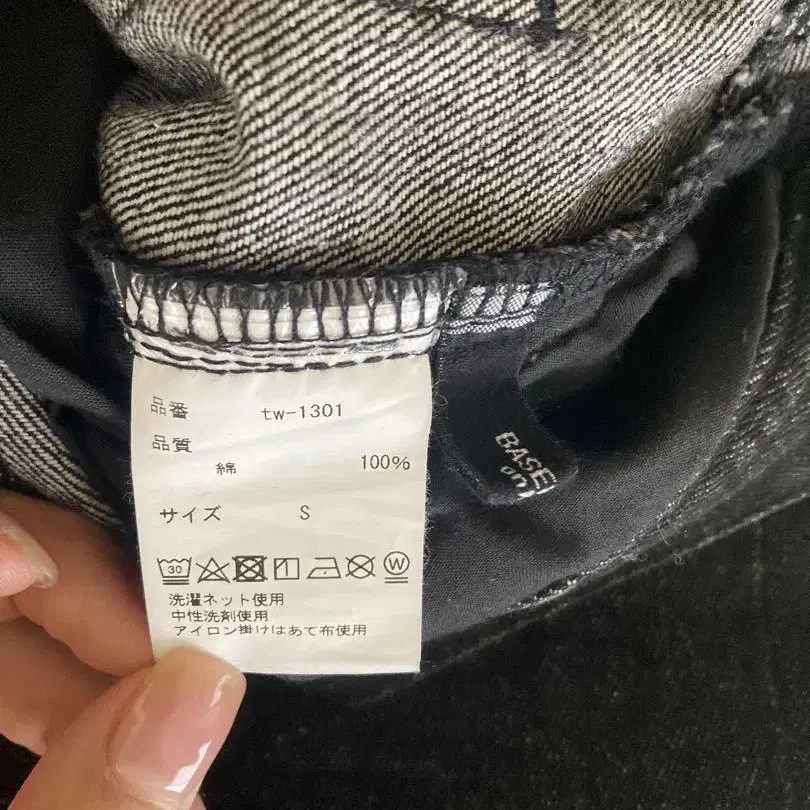 品番 tw-1301
品質
綿 100%
サイズ S
30 W
洗濯ネット使用
中性洗剤使用
アイロン掛けはあて布使用
BASE